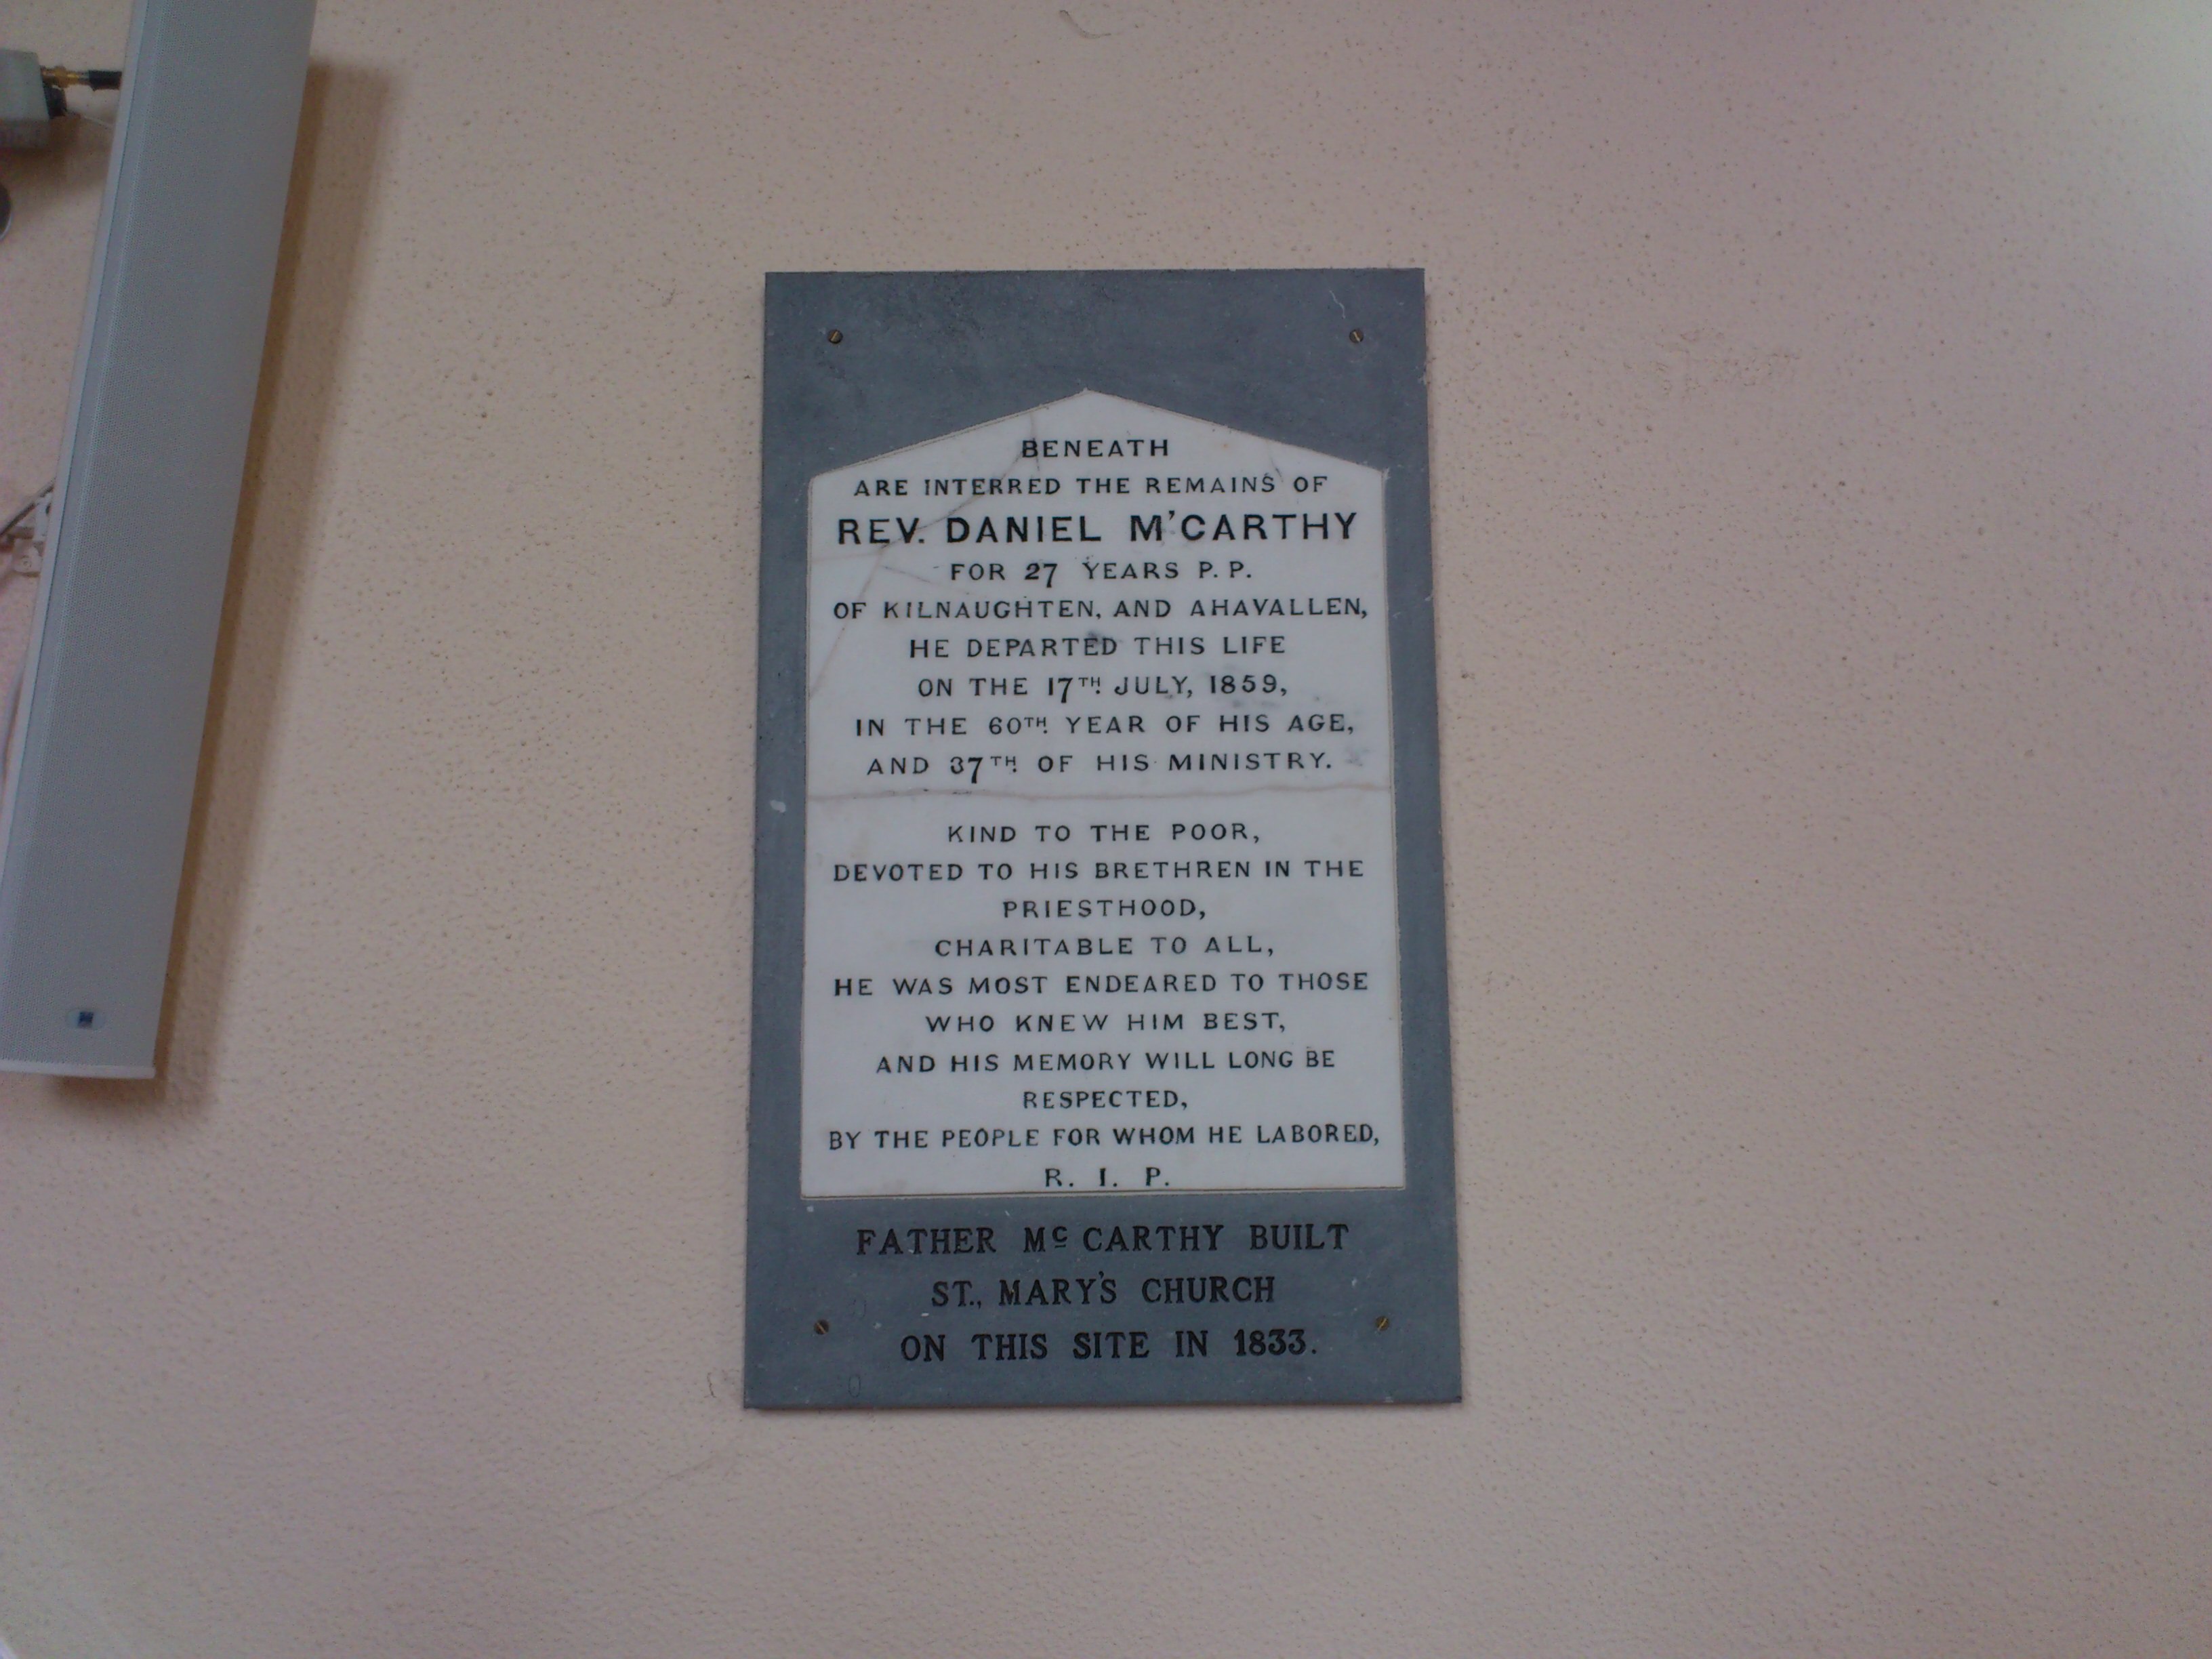 BENEATH
ARE INTERRED THE REMAINS OF
REV. DANIEL M'CARTHY
FOR 27 YEARS P. P.
OF KILNAUGHTEN, AND AHAVALLEN,
HE DEPARTED THIS LIFE
ON THE 17TH. JULY, 1859,
IN THE 60TH. YEAR OF HIS AGE,
AND 37TH. OF HIS MINISTRY.
KIND TO THE POOR,
DEVOTED TO HIS BRETHREN IN THE
PRIESTHOOD,
CHARITABLE TO ALL,
HE WAS MOST ENDEARED TO THOSE
WHO KNEW HIM BEST,
AND HIS MEMORY WILL LONG BE
RESPECTED,
BY THE PEOPLE FOR WHOM HE LABORED,
R. I. P.
FATHER Mc CARTHY BUILT
ST., MARY'S CHURCH
ON THIS SITE IN 1833.